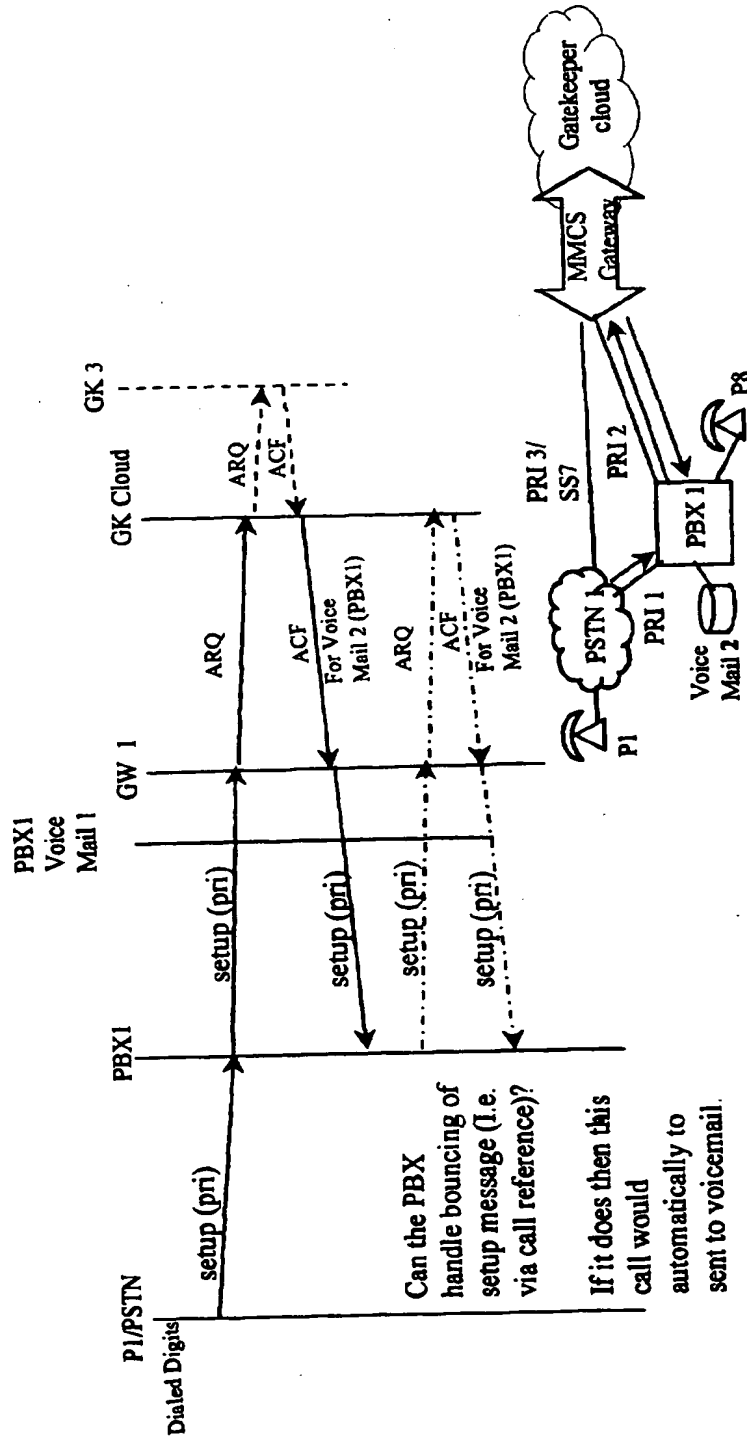 P1/PSTN
Dialed Digits
PBX1
PBX1
Voice
Mail 1
GW 1
GK Cloud
GK 3
setup (pri)
setup (pri)
ARQ
ARQ
ACF
ACF
For Voice
Mail 2 (PBX1)
setup (pri)
setup (pri)
ARQ
ACF
For Voice
Mail 2 (PBX1)
setup (pri)
Can the PBX
handle bouncing of
setup message (I.e.
via call reference)?
If it does then this
call would
automatically to
sent to voicemail.
P1
PSTN 1
PRI 1
Voice
Mail 2
PBX 1
P8
PRI 3/
SS7
PRI 2
MMCS
Gateway
Gatekeeper
cloud